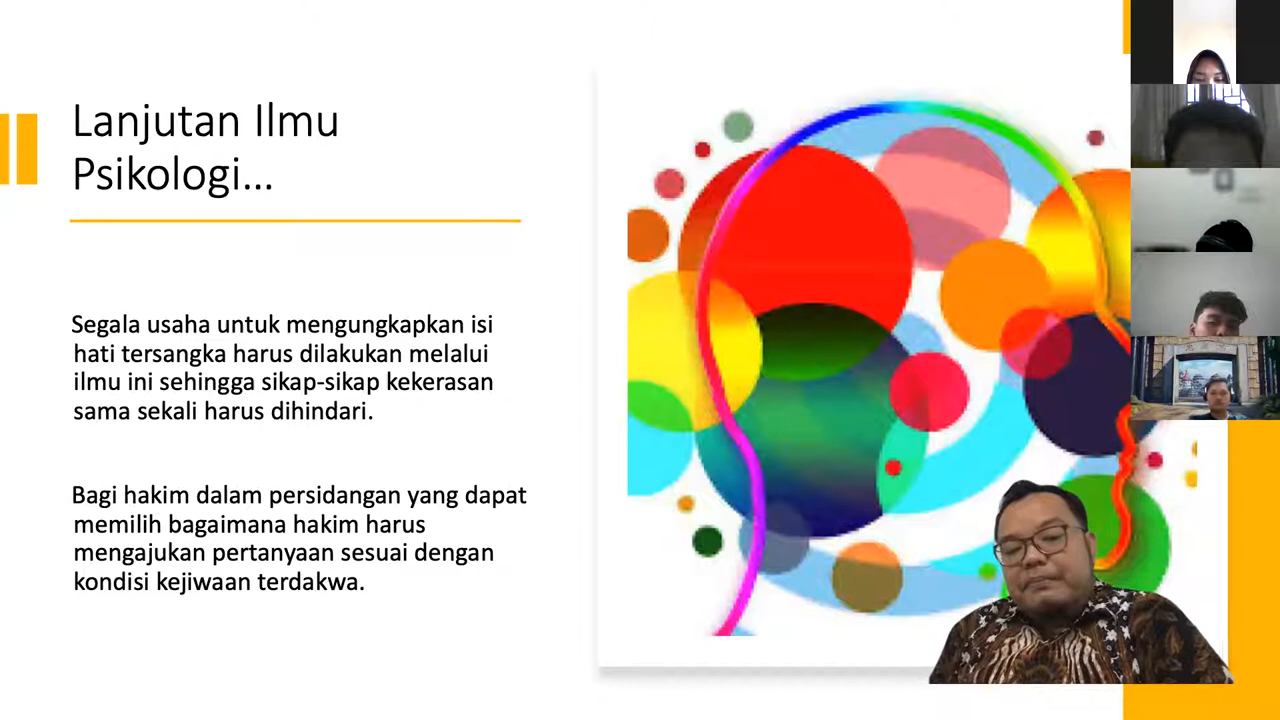 Lanjutan Ilmu
Psikologi...
Segala usaha untuk mengungkapkan isi
hati tersangka harus dilakukan melalui
ilmu ini sehingga sikap-sikap kekerasan
sama sekali harus dihindari.
Bagi hakim dalam persidangan yang dapat
memilih bagaimana hakim harus
mengajukan pertanyaan sesuai dengan
kondisi kejiwaan terdakwa.